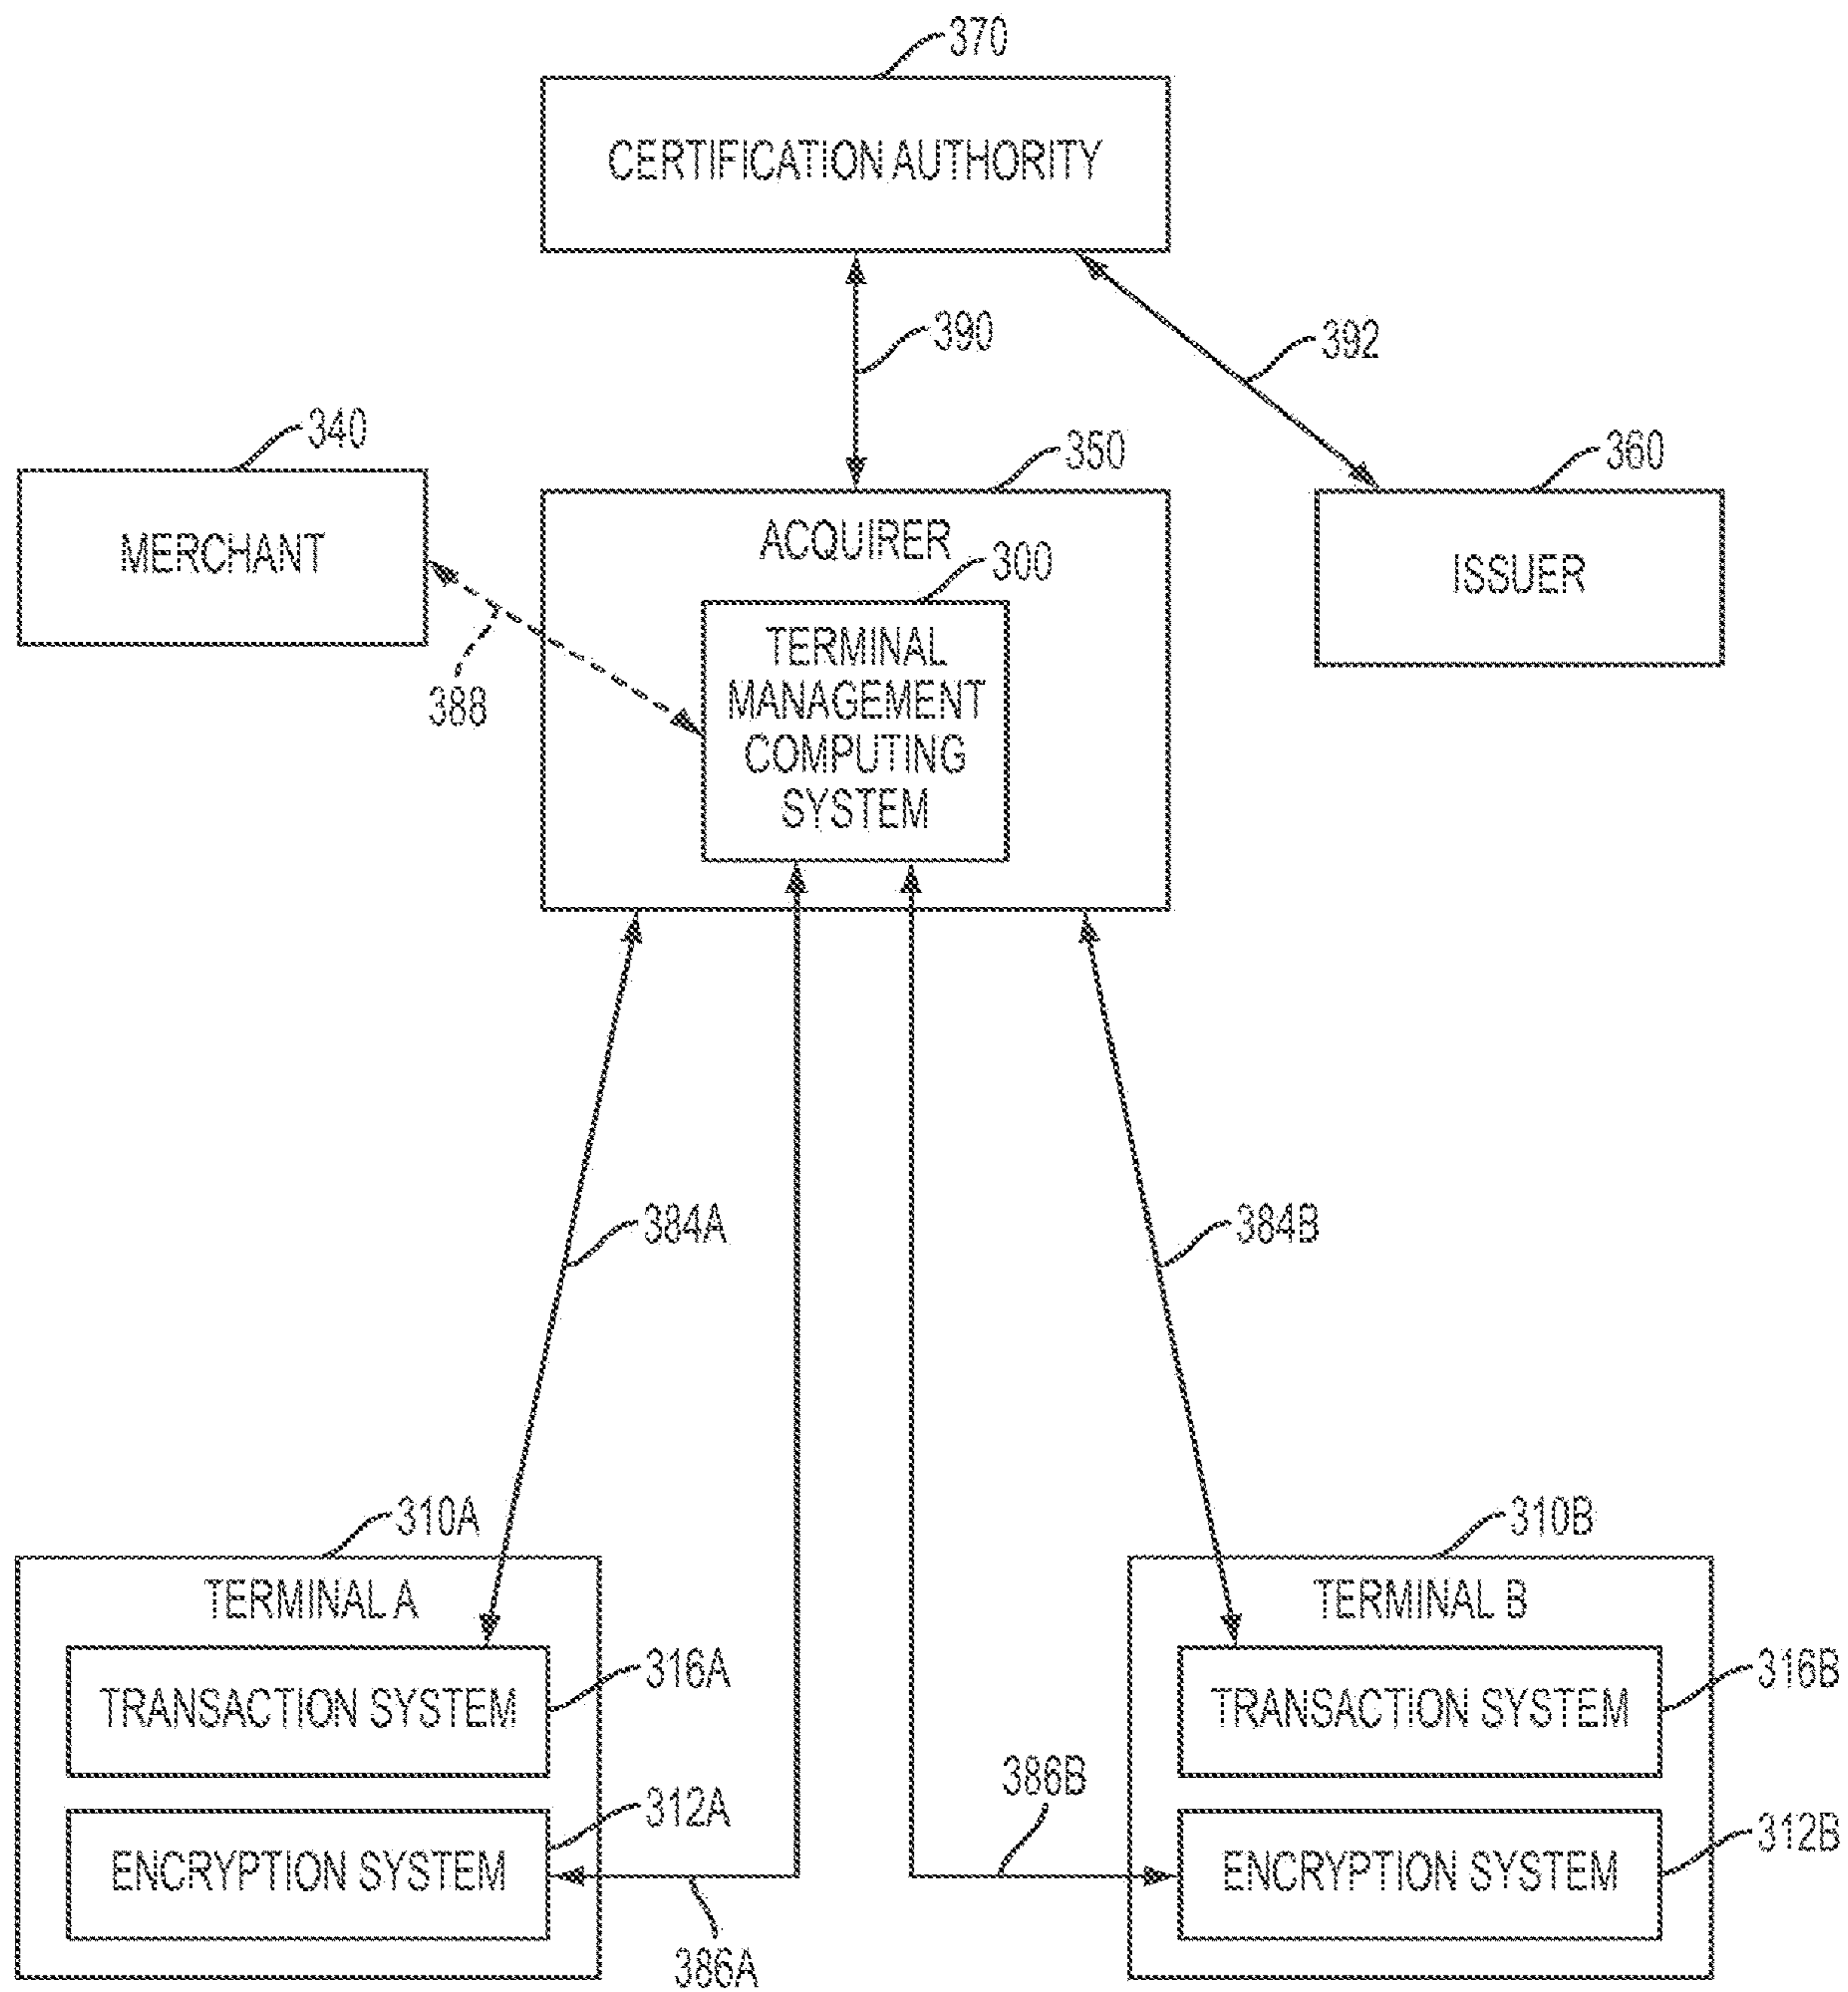 370
CERTIFICATION AUTHORITY
390
392
340
350
360
MERCHANT
ACQUIRER
300
ISSUER
TERMINAL
MANAGEMENT
COMPUTING
SYSTEM
388
384A
384B
310A
310B
TERMINAL A
TERMINAL B
316A
316B
TRANSACTION SYSTEM
TRANSACTION SYSTEM
386B
312A
312B
ENCRYPTION SYSTEM
ENCRYPTION SYSTEM
386A